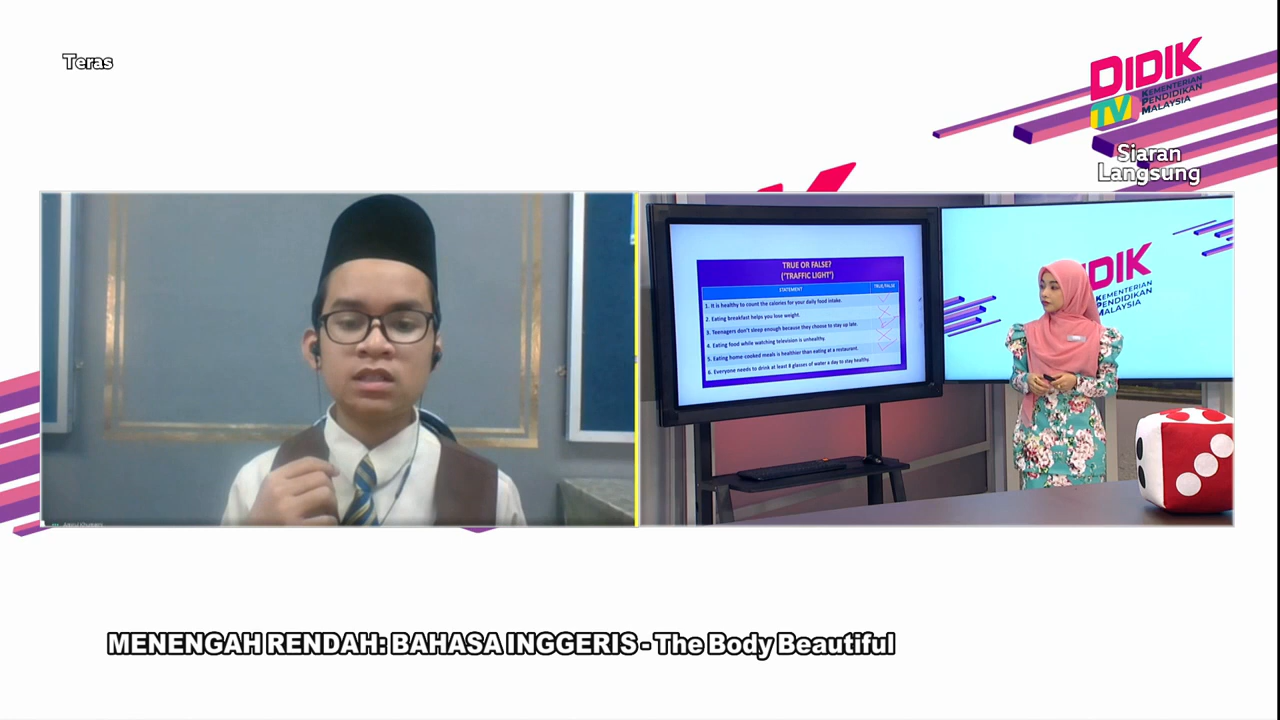 Teras
DIDIK
TV
KEMENTERIAN
PENDIDIKAN
MALAYSIA
Siaran
Langsung
TRUE OR FALSE?
('TRAFFIC LIGHT')
STATEMENT TRUE/FALSE
1. It is healthy to count the calories for your daily food intake.
2. Eating breakfast helps you lose weight.
3. Teenagers don't sleep enough because they choose to stay up late.
4. Eating food while watching television is unhealthy.
5. Eating home-cooked meals is healthier than eating at a restaurant.
6. Everyone needs to drink at least 8 glasses of water a day to stay healthy.
DIDIK
KEMENTERIAN
PENDIDIKAN
MALAYSIA
MENENGAH RENDAH: BAHASA INGGERIS - The Body Beautiful